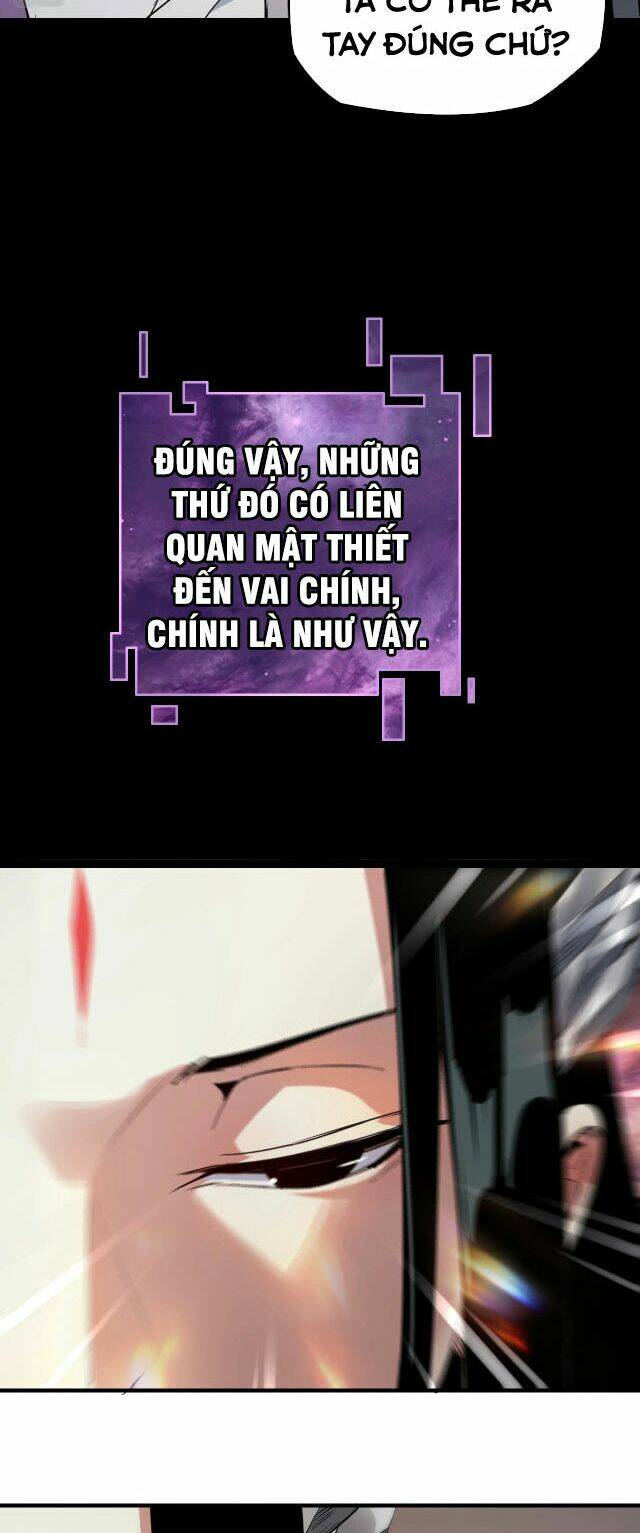 TA CÓ THỂ RA
TAY ĐÚNG CHỨ?
ĐÚNG VẬY, NHỮNG
THỨ ĐÓ CÓ LIÊN
QUAN MẬT THIẾT
ĐẾN VAI CHÍNH,
CHÍNH LÀ NHƯ VẬY.